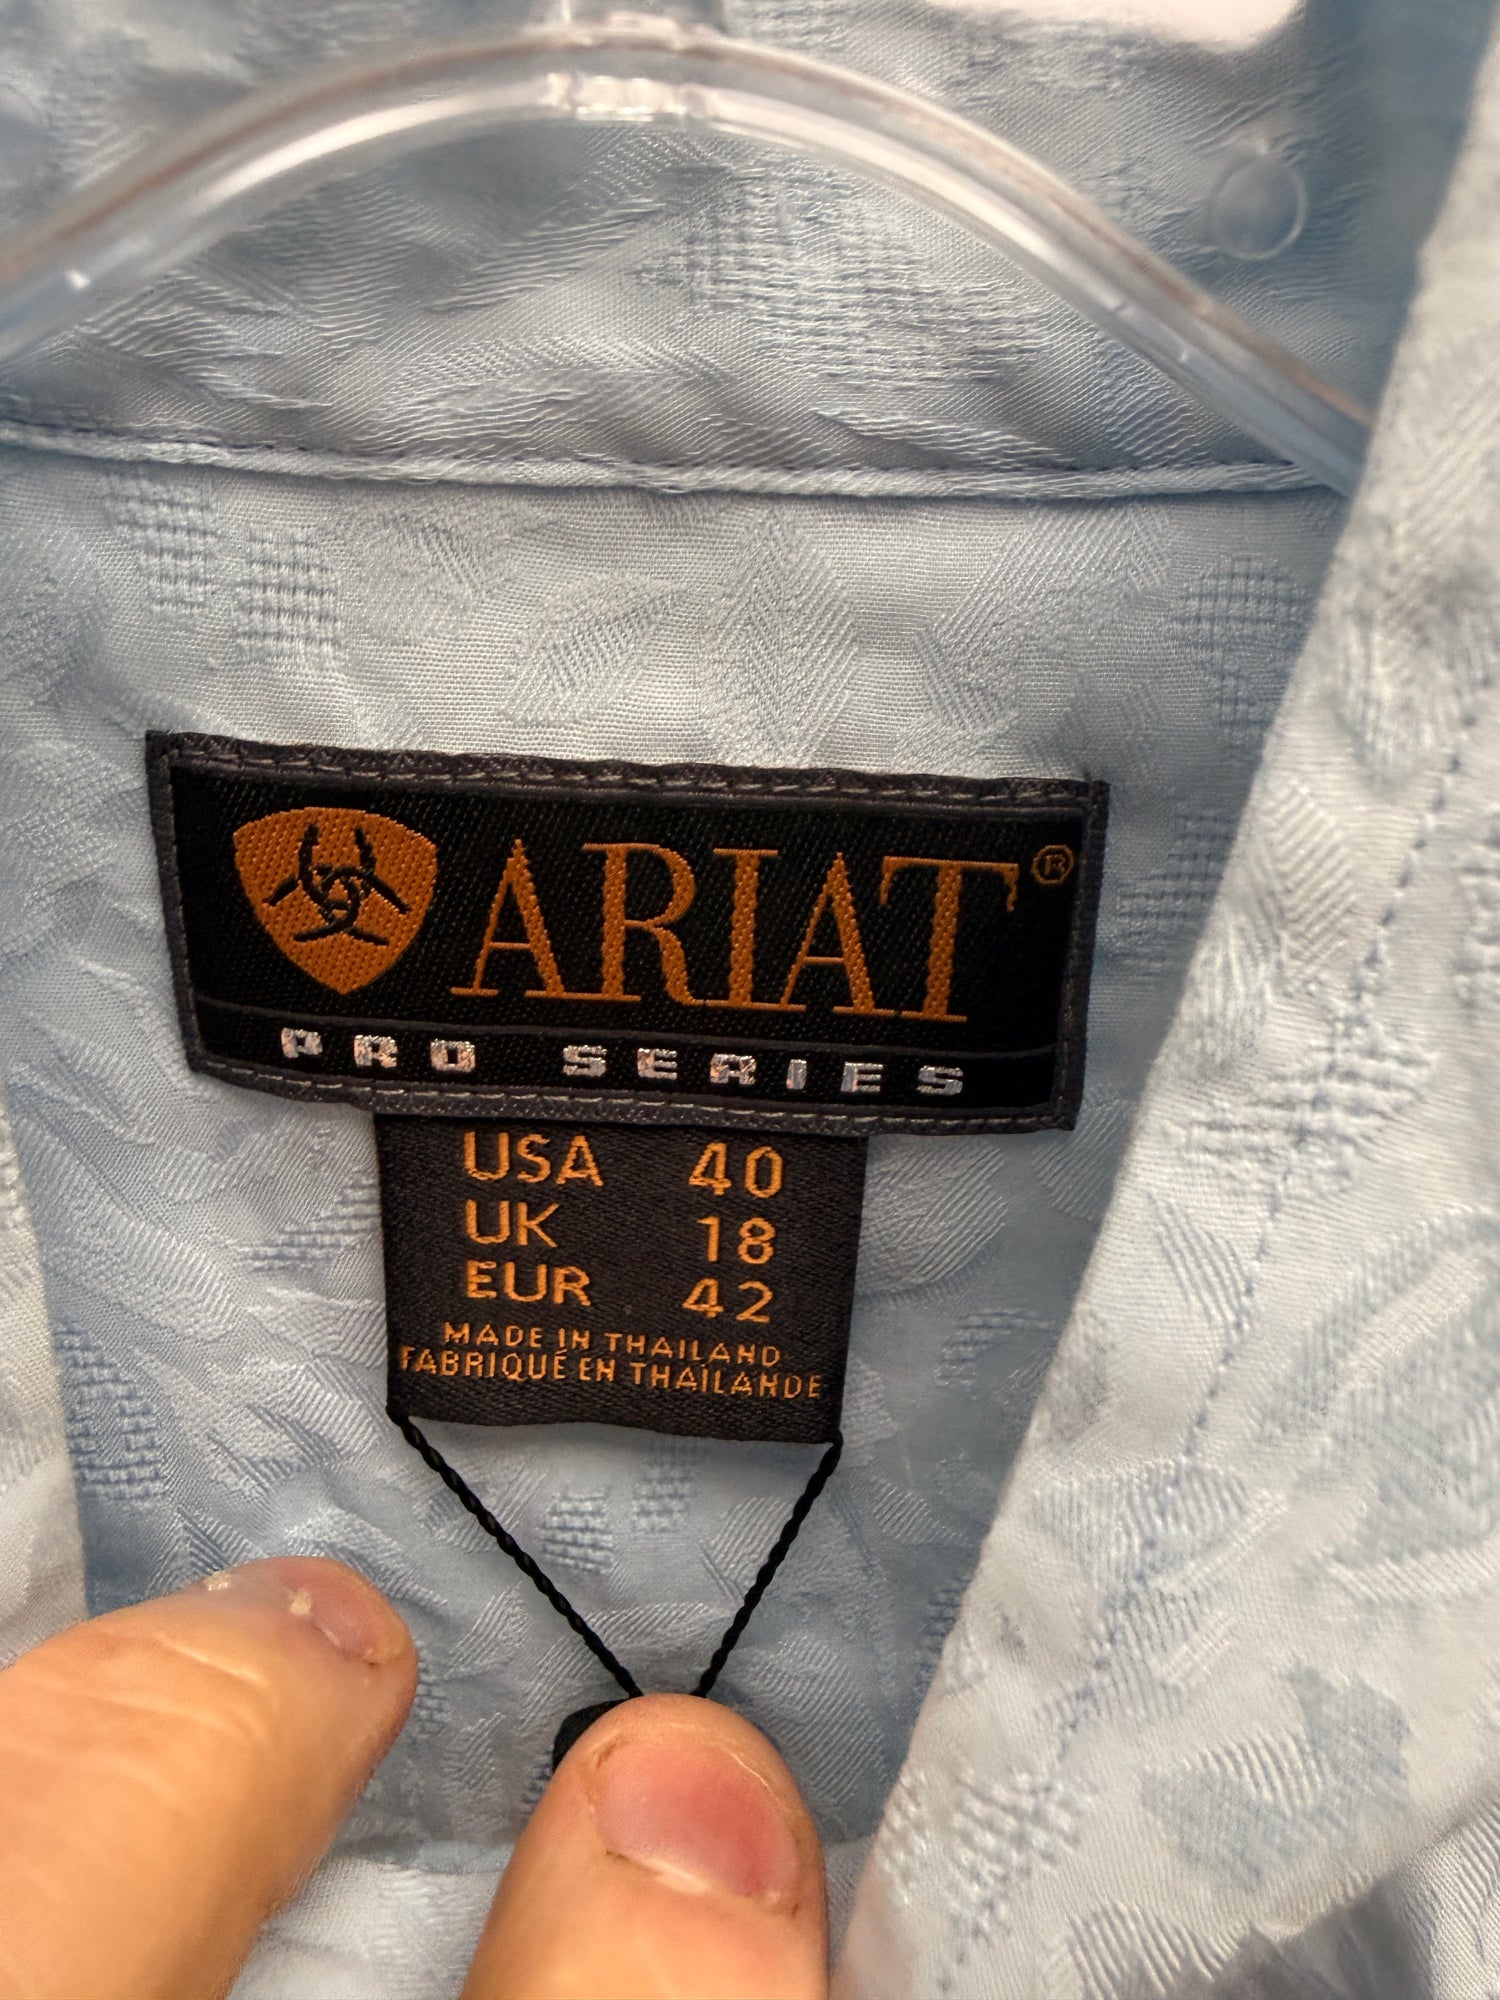 ARIAT®
PRO SERIES
USA 40
UK 18
EUR 42
MADE IN THAILAND
FABRIQUÉ EN THAÏLANDE